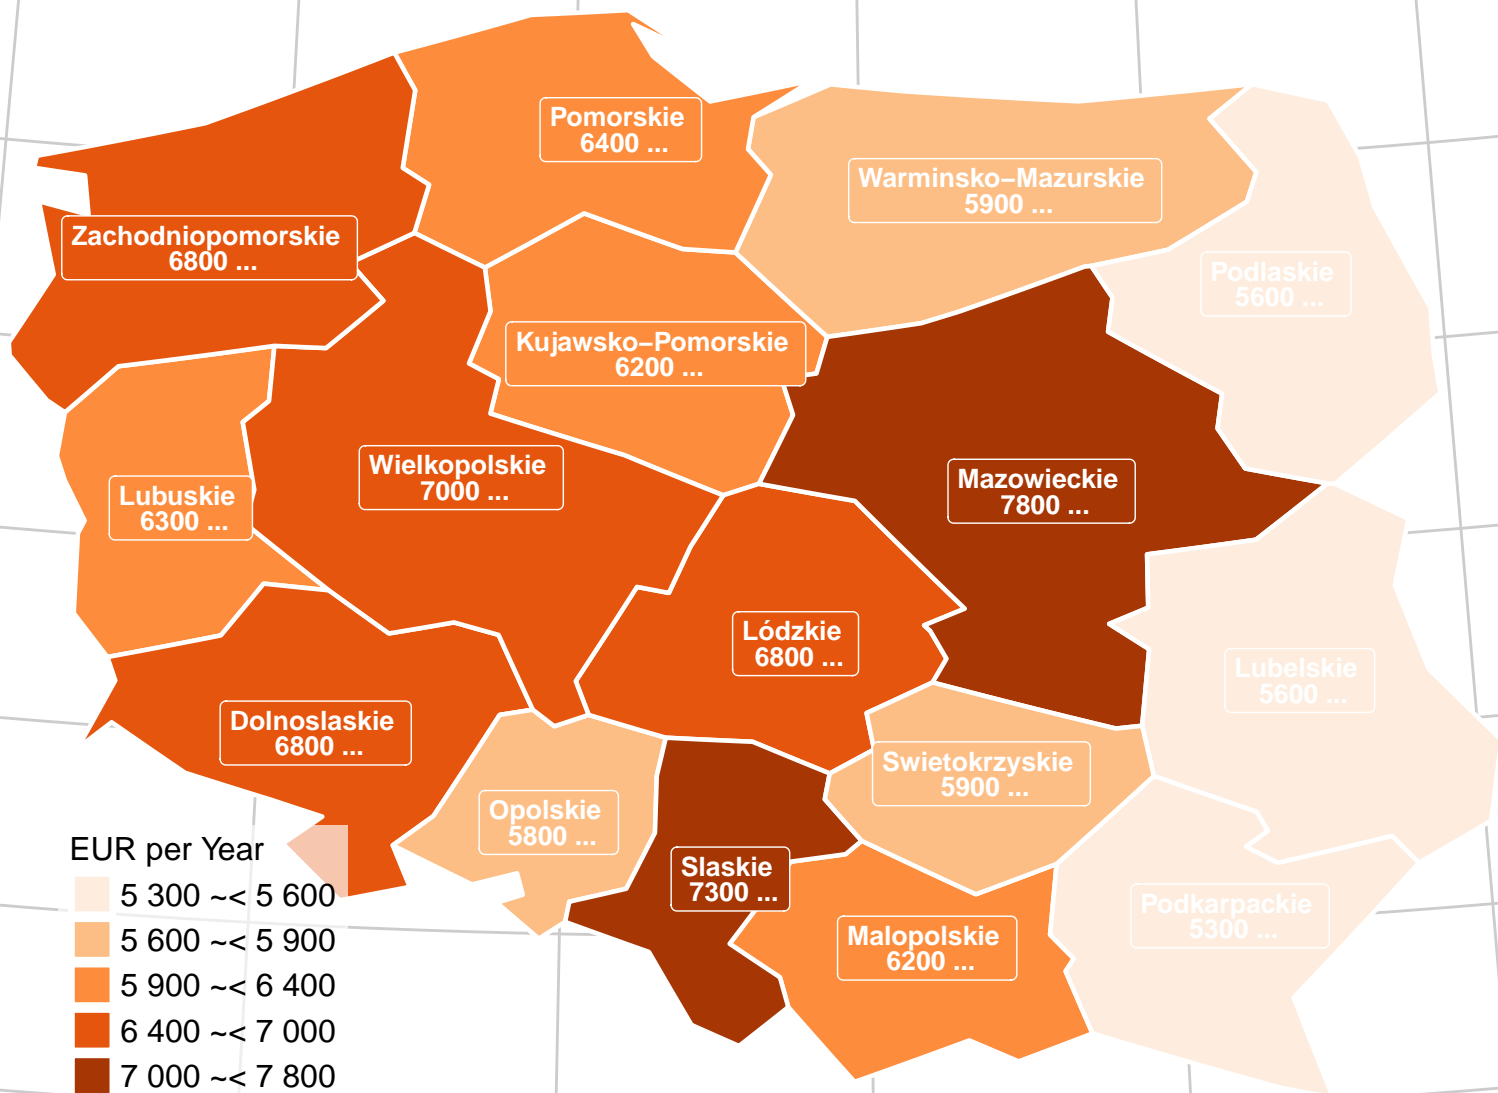 Pomorskie
6400 ...
Warminsko–Mazurskie
5900 ...
Zachodniopomorskie
6800 ...
Podlaskie
5600 ...
Kujawsko–Pomorskie
6200 ...
Wielkopolskie
7000 ...
Mazowieckie
7800 ...
Lubuskie
6300 ...
Lódzkie
6800 ...
Lubelskie
5600 ...
Dolnoslaskie
6800 ...
Swietokrzyskie
5900 ...
Opolskie
5800 ...
Slaskie
7300 ...
Podkarpackie
5300 ...
Malopolskie
6200 ...
EUR per Year
5 300 ~< 5 600
5 600 ~< 5 900
5 900 ~< 6 400
6 400 ~< 7 000
7 000 ~< 7 800